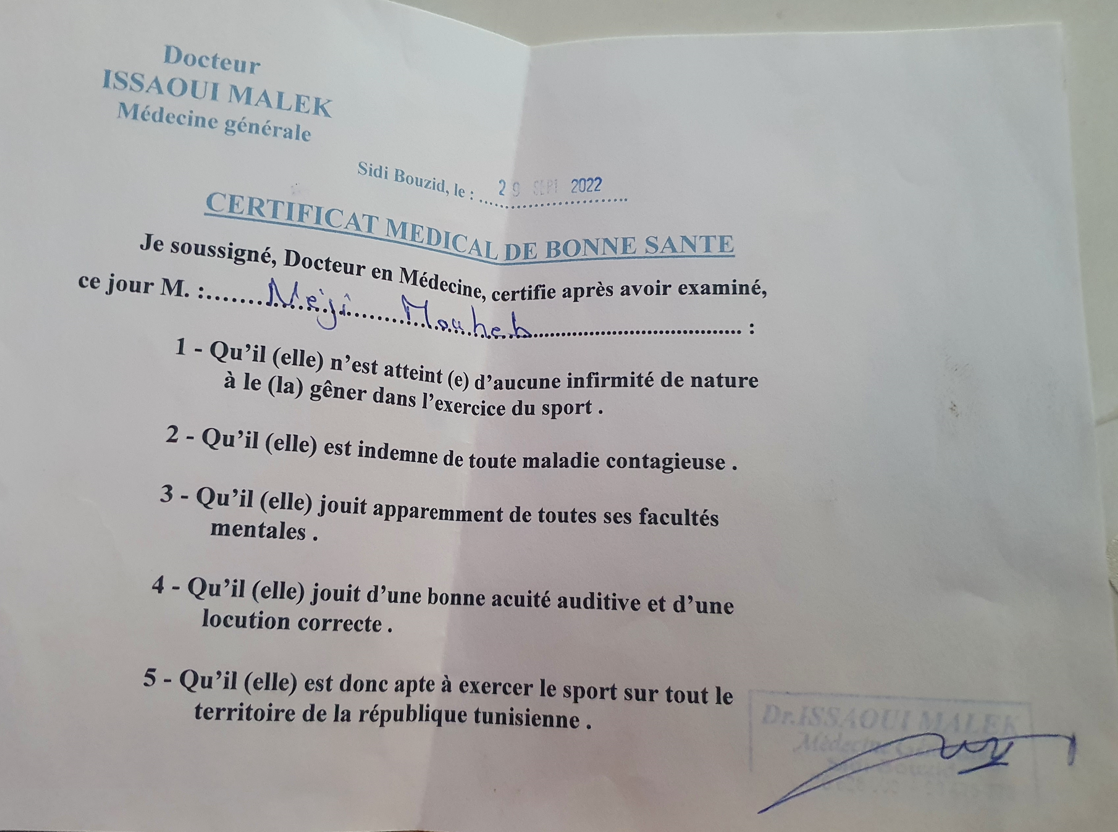 Docteur
ISSAOUI MALEK
Médecine générale
Sidi Bouzid, le : 29 SEPT 2022
CERTIFICAT MEDICAL DE BONNE SANTE
Je soussigné, Docteur en Médecine, certifie après avoir examiné,
ce jour M. :.......Méji.......Mouheb.............................. :
1 - Qu'il (elle) n'est atteint (e) d'aucune infirmité de nature
à le (la) gêner dans l'exercice du sport .
2 - Qu'il (elle) est indemne de toute maladie contagieuse .
3 - Qu'il (elle) jouit apparemment de toutes ses facultés
mentales .
4 - Qu'il (elle) jouit d'une bonne acuité auditive et d'une
locution correcte .
5 - Qu'il (elle) est donc apte à exercer le sport sur tout le
territoire de la république tunisienne .
Dr.ISSAOUI MALEK
Médecine